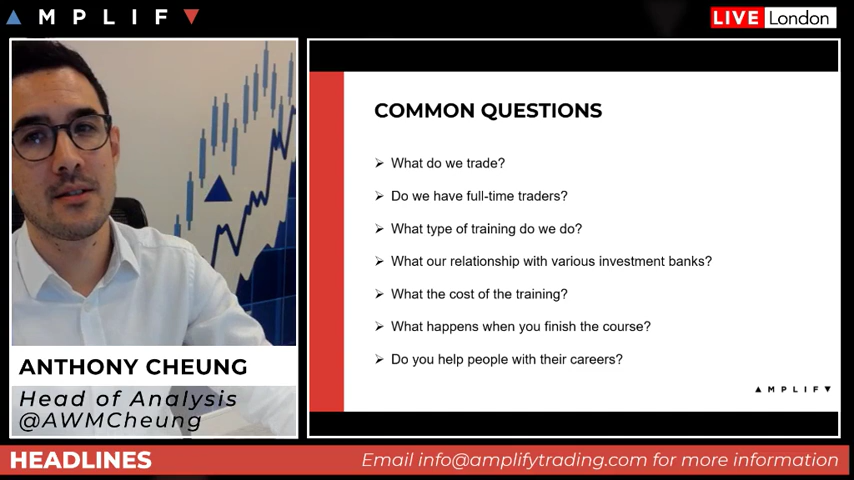 AMPLIFY
LIVE London
COMMON QUESTIONS
What do we trade?
Do we have full-time traders?
What type of training do we do?
What our relationship with various investment banks?
What the cost of the training?
What happens when you finish the course?
Do you help people with their careers?
AMPLIFY
ANTHONY CHEUNG
Head of Analysis
@AWMCheung
HEADLINES
Email info@amplifytrading.com for more information